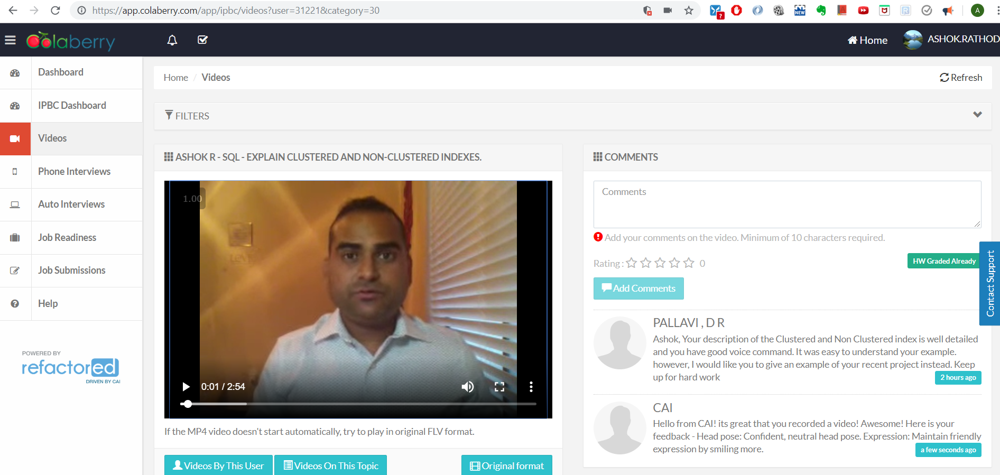 https://app.colaberry.com/app/ipbc/videos?user=31221&category=30
NEW
A
?
Colaberry
Home
ASHOK.RATHOD
Dashboard
IPBC Dashboard
Videos
Phone Interviews
Auto Interviews
Job Readiness
Job Submissions
Help
POWERED BY
refactored
DRIVEN BY CAI
Home / Videos
Refresh
FILTERS
ASHOK R - SQL - EXPLAIN CLUSTERED AND NON-CLUSTERED INDEXES.
1.00
0:01 / 2:54
If the MP4 video doesn't start automatically, try to play in original FLV format.
Videos By This User
Videos On This Topic
Original format
COMMENTS
Comments
Add your comments on the video. Minimum of 10 characters required.
Rating : 0
HW Graded Already
Add Comments
Contact Support
PALLAVI , D R
Ashok, Your description of the Clustered and Non Clustered index is well detailed
and you have good voice command. It was easy to understand your example.
however, I would like you to give an example of your recent project instead. Keep
up for hard work
2 hours ago
CAI
Hello from CAI! its great that you recorded a video! Awesome! Here is your
feedback - Head pose: Confident, neutral head pose. Expression: Maintain friendly
expression by smiling more.
a few seconds ago